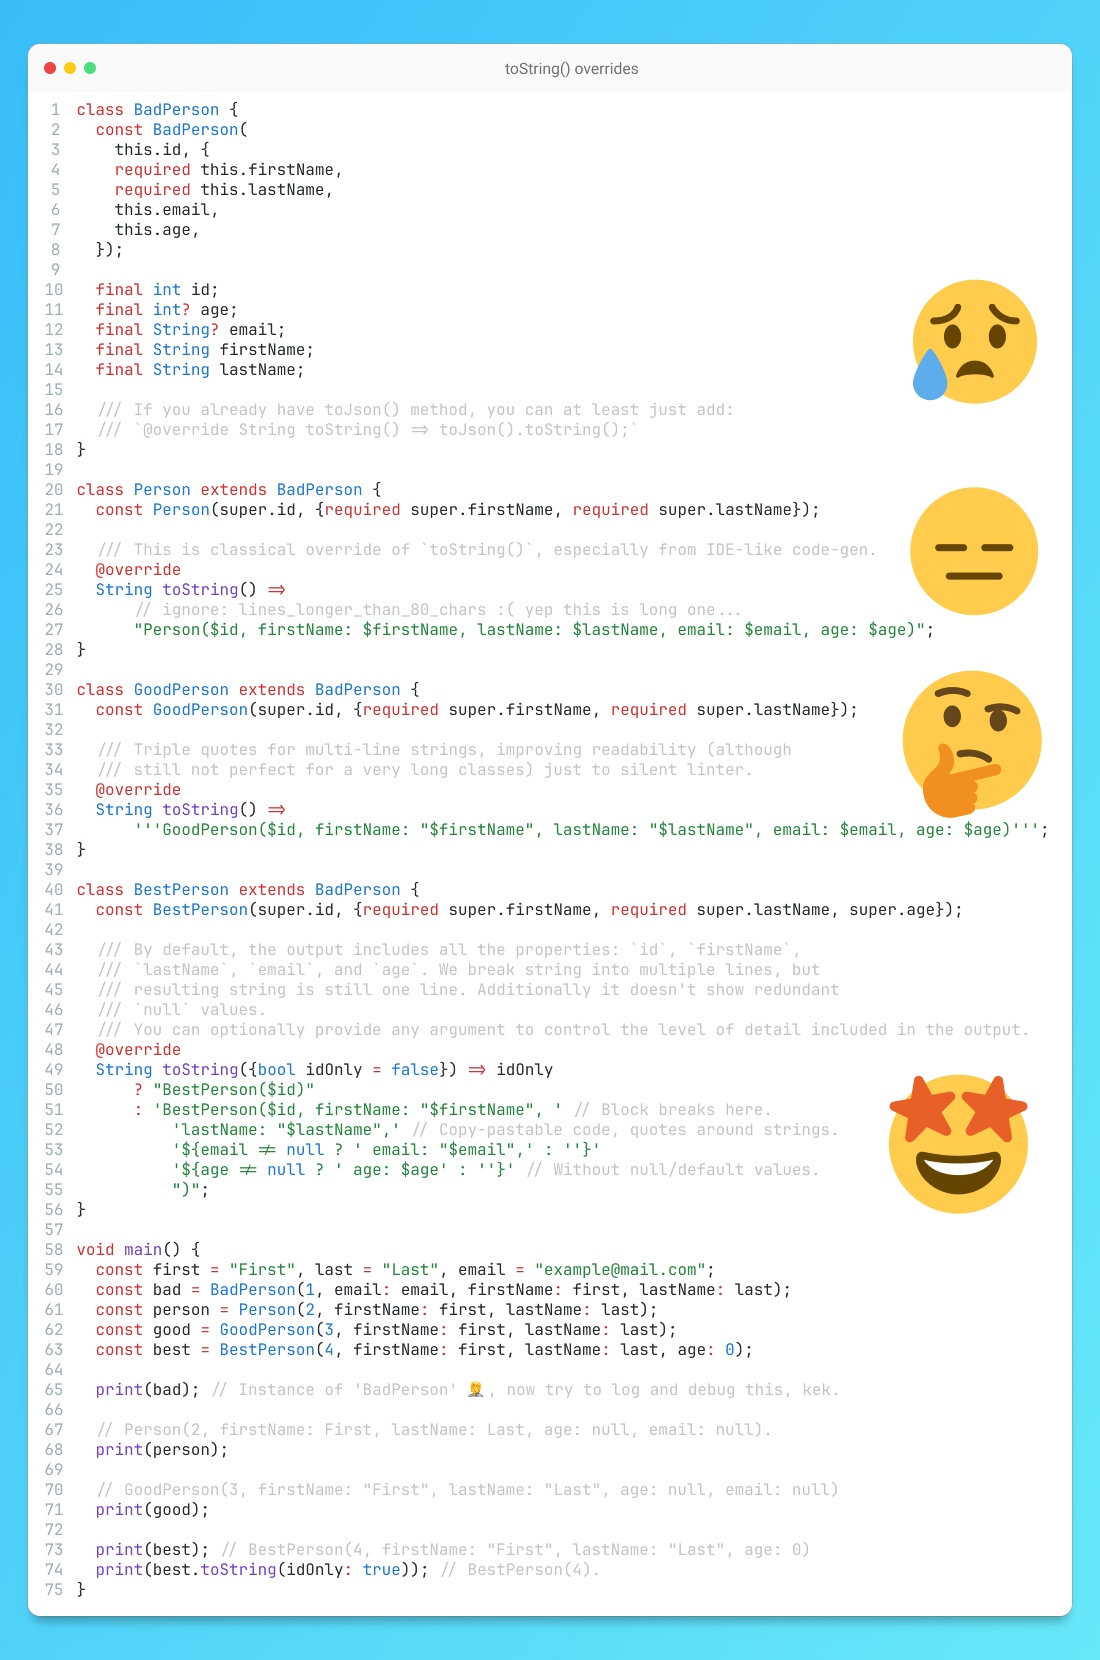 toString() overrides
1 class BadPerson {
2   const BadPerson(
3     this.id, {
4     required this.firstName,
5     required this.lastName,
6     this.email,
7     this.age,
8   });
9
10   final int id;
11   final int? age;
12   final String? email;
13   final String firstName;
14   final String lastName;
15
16   /// If you already have toJson() method, you can at least just add:
17   /// `@override String toString() => toJson().toString();`
18 }
19
20 class Person extends BadPerson {
21   const Person(super.id, {required super.firstName, required super.lastName});
22
23   /// This is classical override of `toString()`, especially from IDE-like code-gen.
24   @override
25   String toString() =>
26       // ignore: lines_longer_than_80_chars :( yep this is long one...
27       "Person($id, firstName: $firstName, lastName: $lastName, email: $email, age: $age)";
28 }
29
30 class GoodPerson extends BadPerson {
31   const GoodPerson(super.id, {required super.firstName, required super.lastName});
32
33   /// Triple quotes for multi-line strings, improving readability (although
34   /// still not perfect for a very long classes) just to silent linter.
35   @override
36   String toString() =>
37       '''GoodPerson($id, firstName: "$firstName", lastName: "$lastName", email: $email, age: $age)''';
38 }
39
40 class BestPerson extends BadPerson {
41   const BestPerson(super.id, {required super.firstName, required super.lastName, super.age});
42
43   /// By default, the output includes all the properties: `id`, `firstName`,
44   /// `lastName`, `email`, and `age`. We break string into multiple lines, but
45   /// resulting string is still one line. Additionally it doesn't show redundant
46   /// `null` values.
47   /// You can optionally provide any argument to control the level of detail included in the output.
48   @override
49   String toString({bool idOnly = false}) => idOnly
50       ? "BestPerson($id)"
51       : 'BestPerson($id, firstName: "$firstName", ' // Block breaks here.
52           'lastName: "$lastName",' // Copy-pastable code, quotes around strings.
53           '${email != null ? ' email: "$email",' : ''}'
54           '${age != null ? ' age: $age' : ''}' // Without null/default values.
55           ")";
56 }
57
58 void main() {
59   const first = "First", last = "Last", email = "example@mail.com";
60   const bad = BadPerson(1, email: email, firstName: first, lastName: last);
61   const person = Person(2, firstName: first, lastName: last);
62   const good = GoodPerson(3, firstName: first, lastName: last);
63   const best = BestPerson(4, firstName: first, lastName: last, age: 0);
64
65   print(bad); // Instance of 'BadPerson' 🤦, now try to log and debug this, kek.
66
67   // Person(2, firstName: First, lastName: Last, age: null, email: null).
68   print(person);
69
70   // GoodPerson(3, firstName: "First", lastName: "Last", age: null, email: null)
71   print(good);
72
73   print(best); // BestPerson(4, firstName: "First", lastName: "Last", age: 0)
74   print(best.toString(idOnly: true)); // BestPerson(4).
75 }